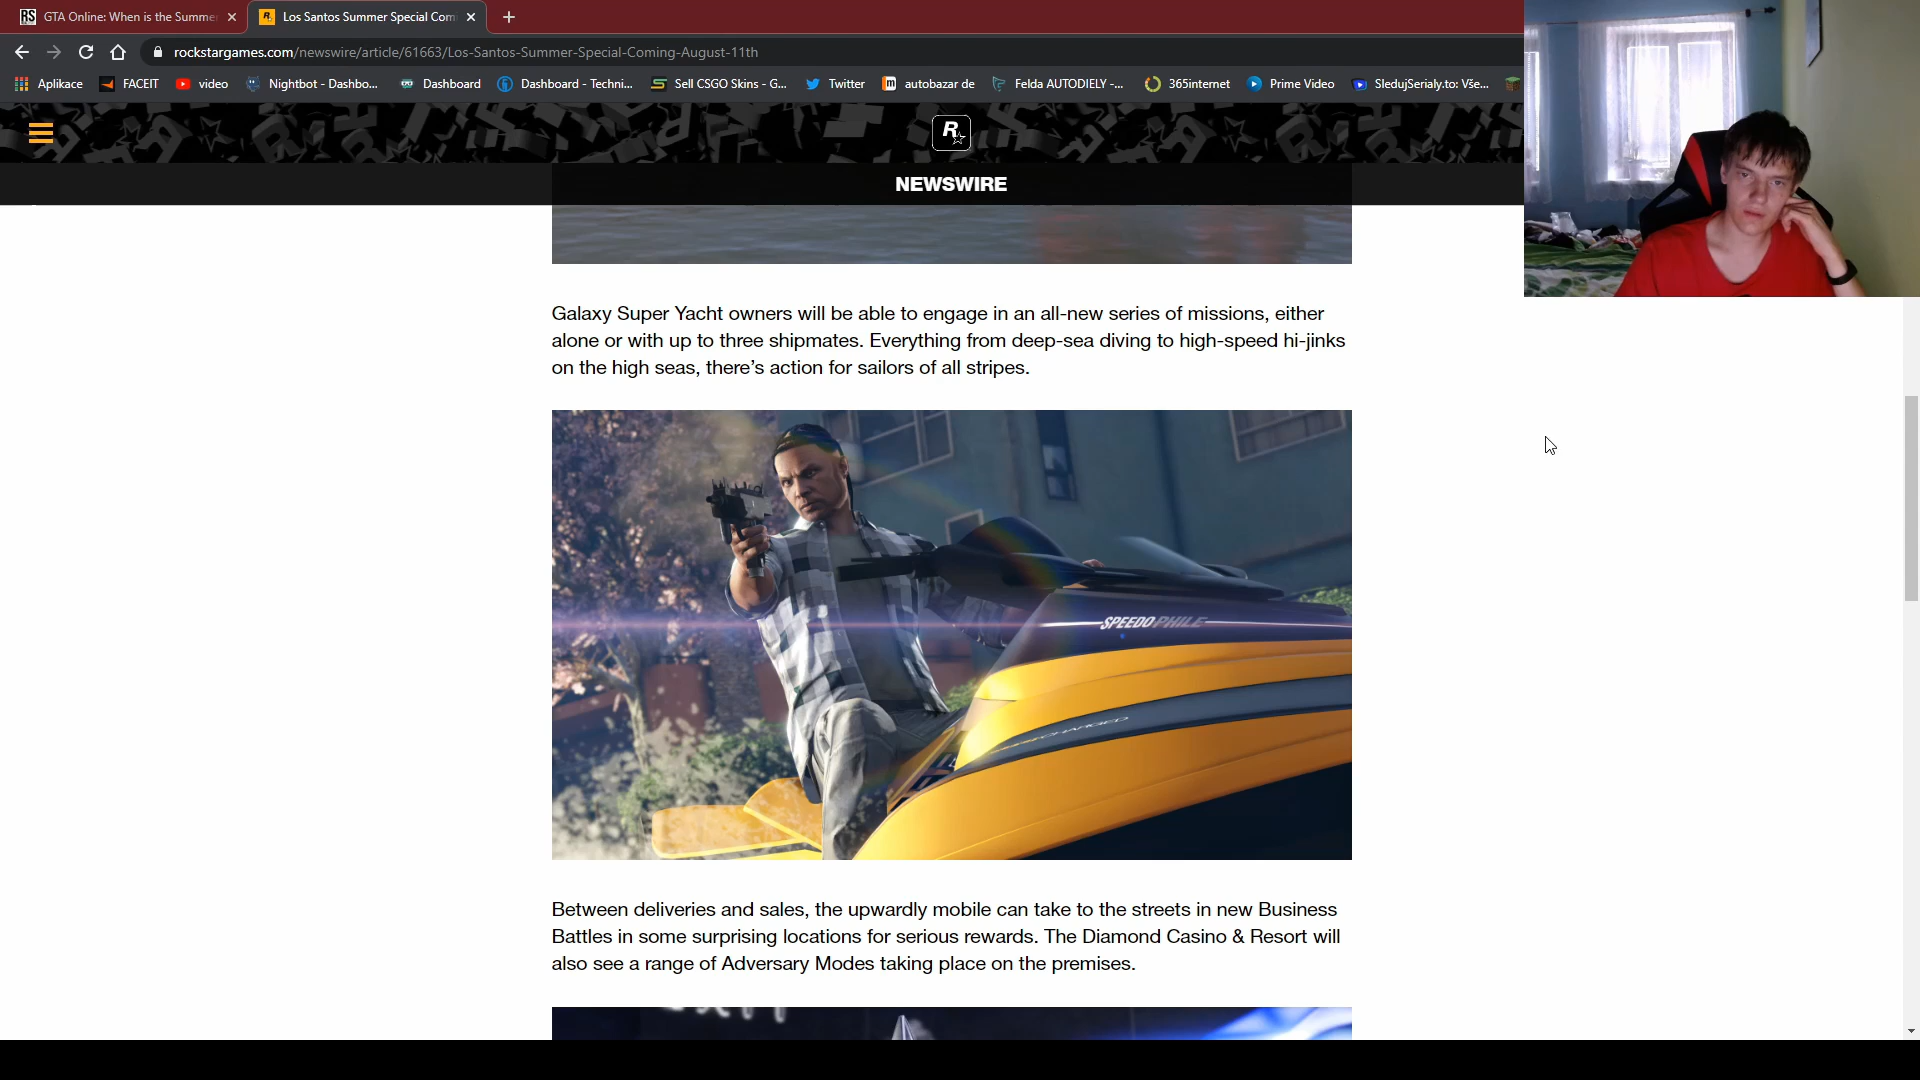 GTA Online: When is the Summe
Los Santos Summer Special Com
rockstargames.com/newswire/article/61663/Los-Santos-Summer-Special-Coming-August-11th
Aplikace FACEIT video Nightbot - Dashbo... Dashboard Dashboard - Techni... Sell CSGO Skins - G... Twitter autobazar de Felda AUTODIELY -... 365internet Prime Video SledujSerialy.to: Vše...
NEWSWIRE
Galaxy Super Yacht owners will be able to engage in an all-new series of missions, either
alone or with up to three shipmates. Everything from deep-sea diving to high-speed hi-jinks
on the high seas, there’s action for sailors of all stripes.
SPEEDOPHILE
Between deliveries and sales, the upwardly mobile can take to the streets in new Business
Battles in some surprising locations for serious rewards. The Diamond Casino & Resort will
also see a range of Adversary Modes taking place on the premises.